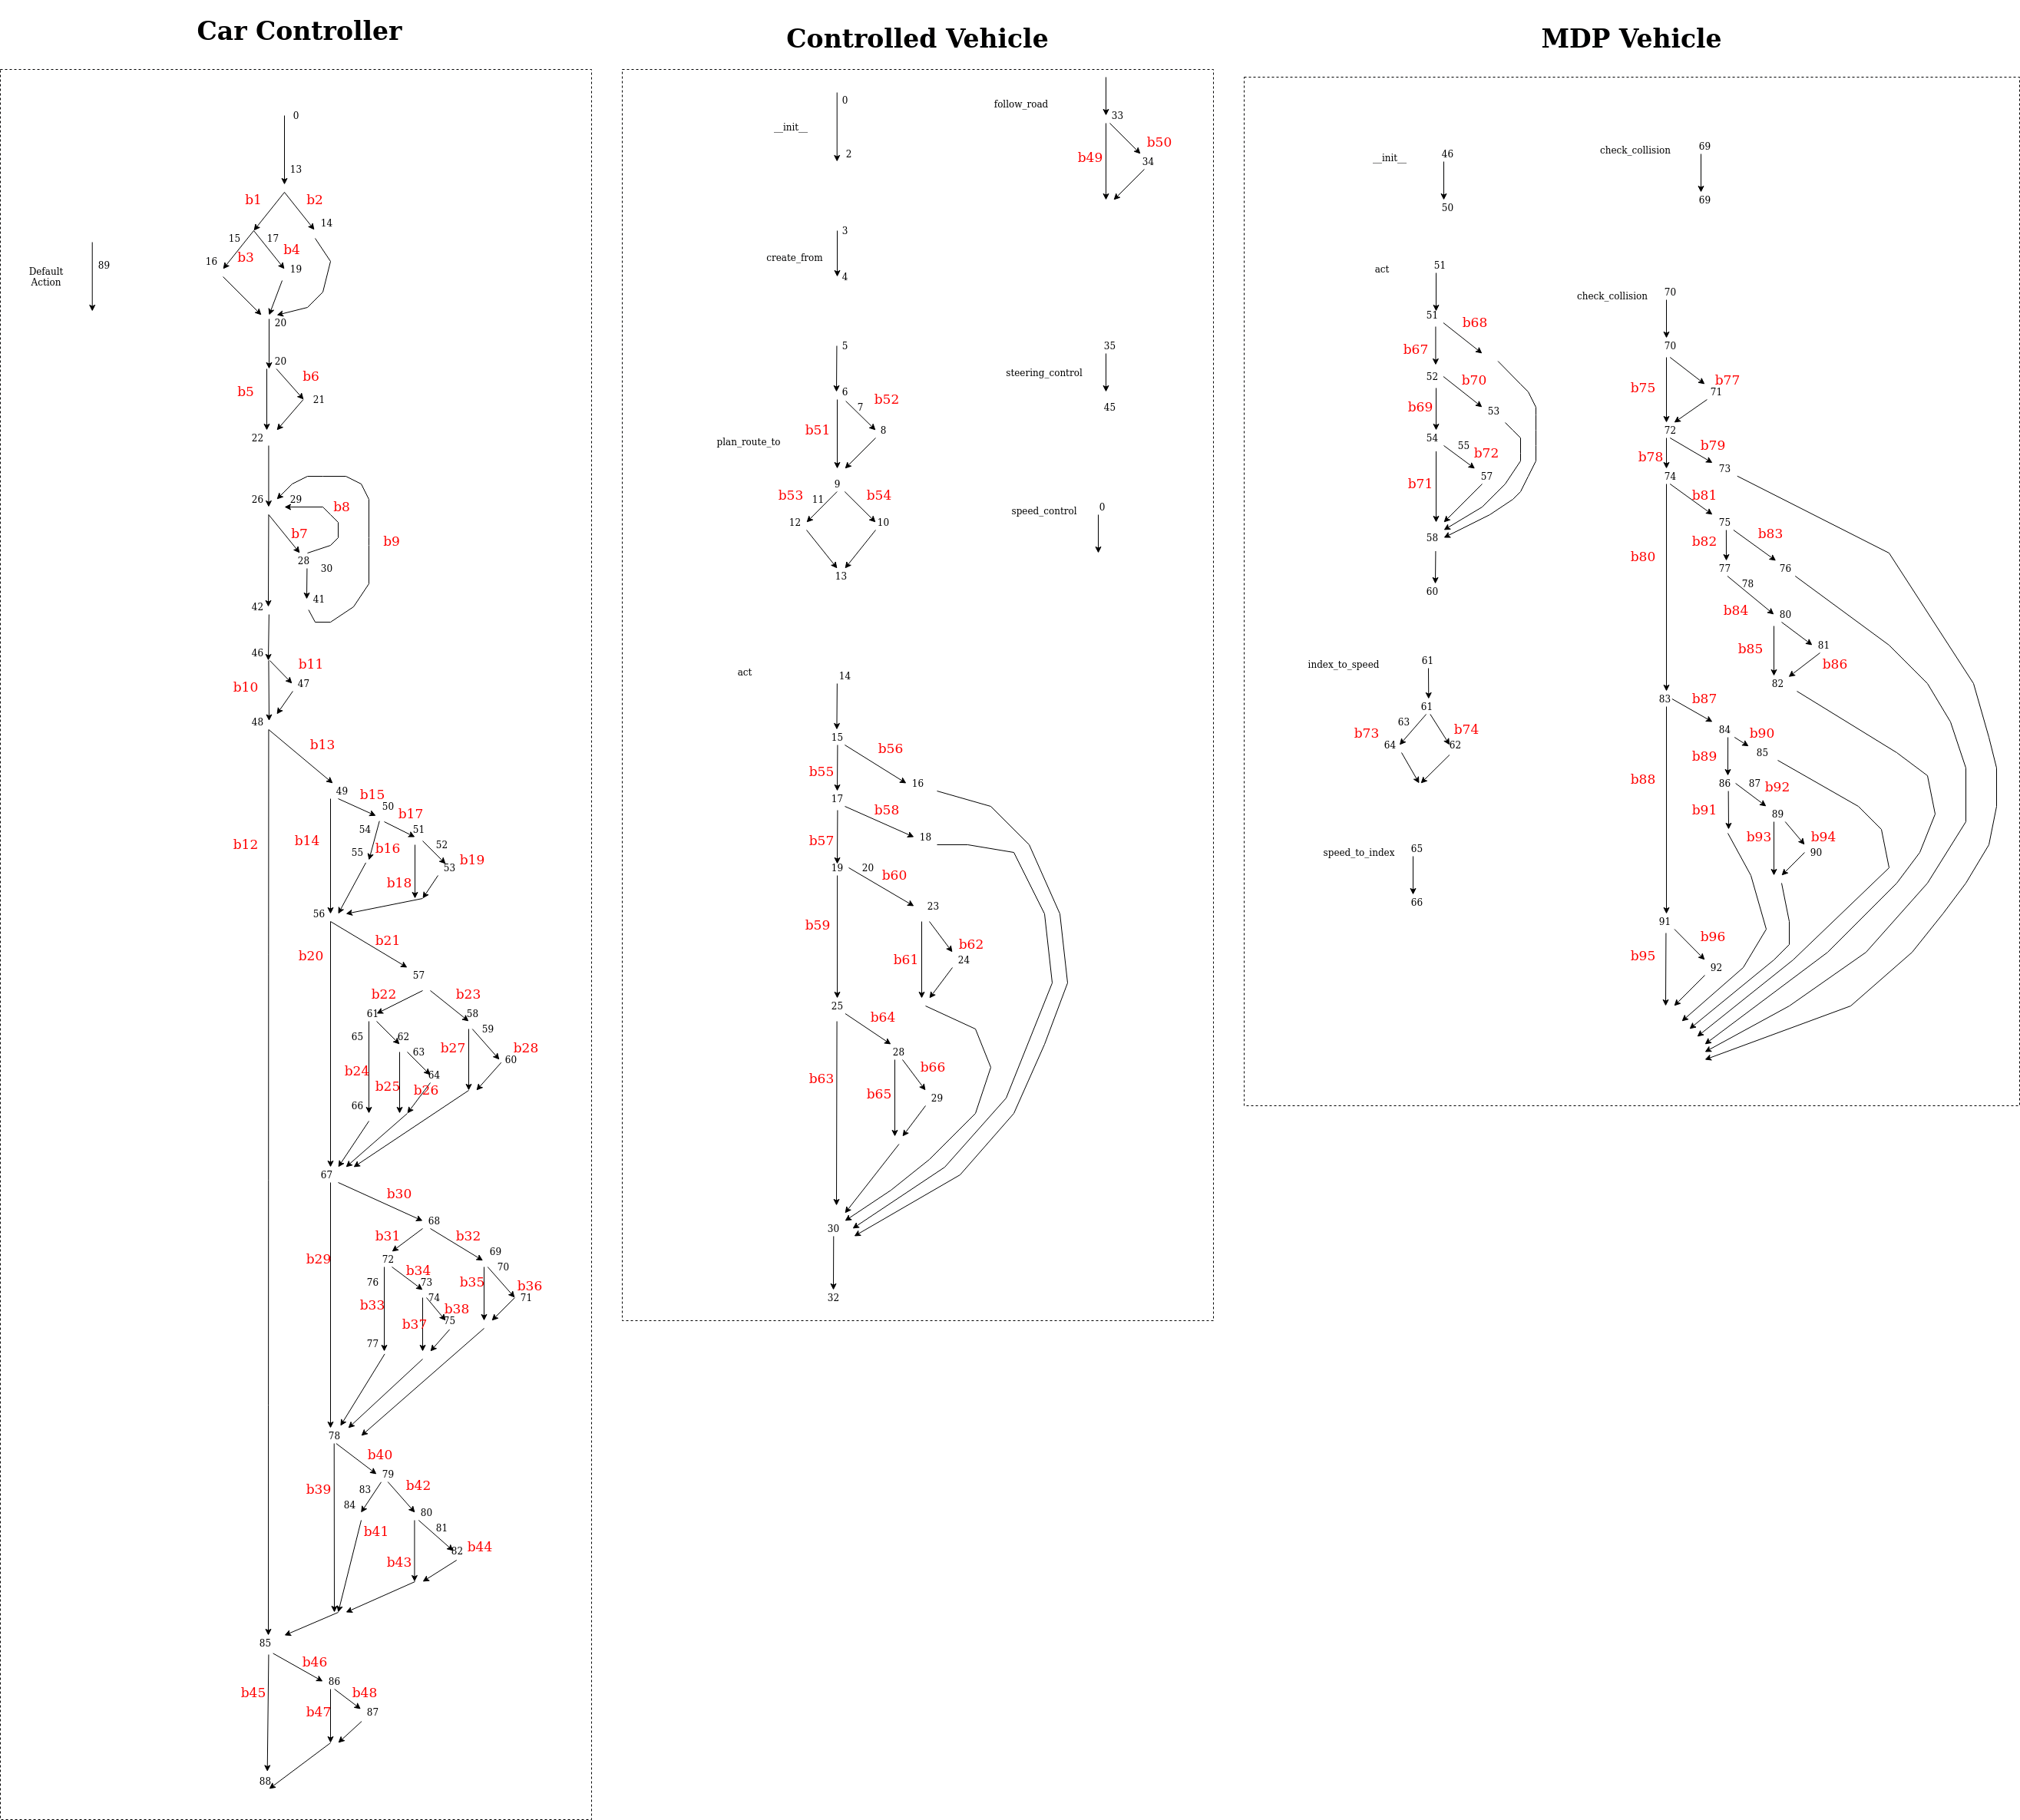 Car Controller
0
13
b1
b2
14
15
17
b4
b3
16
19
89
Default
Action
20
20
b6
b5
21
22
26
29
b8
b7
b9
28
30
41
42
46
b11
b10
47
48
b13
49
b15
50
b17
54
51
52
b12
b14
b16
55
b19
53
b18
56
b21
b20
57
b22
b23
61
58
59
65
62
b27
b28
63
60
b24
64
b25
b26
66
67
b30
68
b31
b32
69
b29
72
70
b34
76
73
b35
b36
74
71
b33
b38
b37
75
77
78
b40
79
b42
b39
83
84
80
81
b41
b44
82
b43
85
b46
86
b45
b48
b47
87
88
Controlled Vehicle
0
__init__
2
follow_road
33
b50
b49
34
3
create_from
4
5
6
b52
7
b51
8
plan_route_to
9
b53
11
b54
12
10
13
35
steering_control
45
0
speed_control
act
14
15
b56
b55
16
17
b58
b57
18
19
20
b60
23
b59
b62
b61
24
25
b64
28
b66
b63
b65
29
30
32
MDP Vehicle
__init__
46
50
check_collision
69
69
act
51
51
b68
b67
52
b70
b69
53
54
55
b72
b71
57
58
60
index_to_speed
61
61
63
b73
b74
64
62
speed_to_index
65
66
check_collision
70
70
b77
b75
71
72
b79
b78
73
74
b81
75
b82
b83
b80
77
76
78
b84
80
b85
81
b86
82
83
b87
84
b90
b89
85
b88
86
87
b92
b91
89
b93
b94
90
91
b96
b95
92